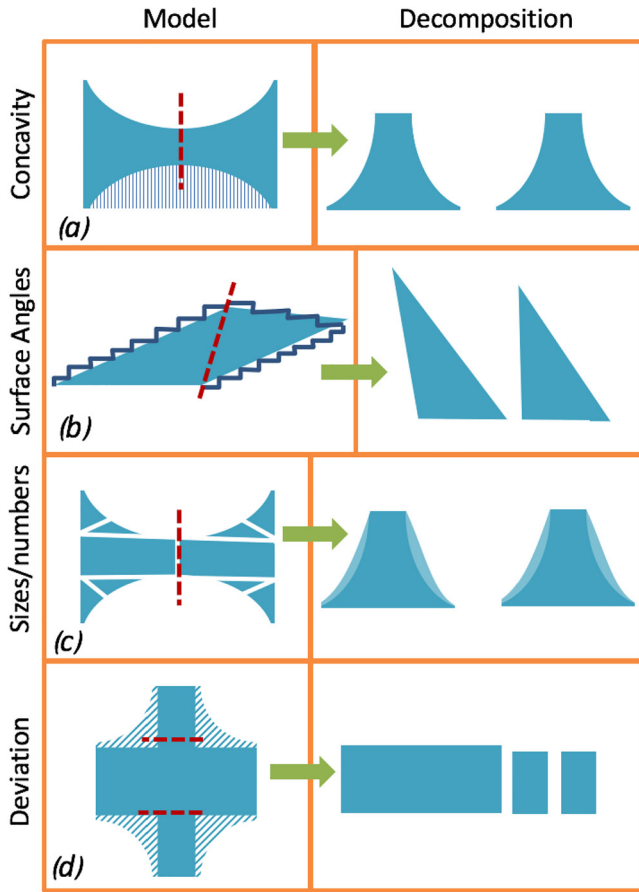 Model
Decomposition
Concavity
(a)
Surface Angles
(b)
Sizes/numbers
(c)
Deviation
(d)